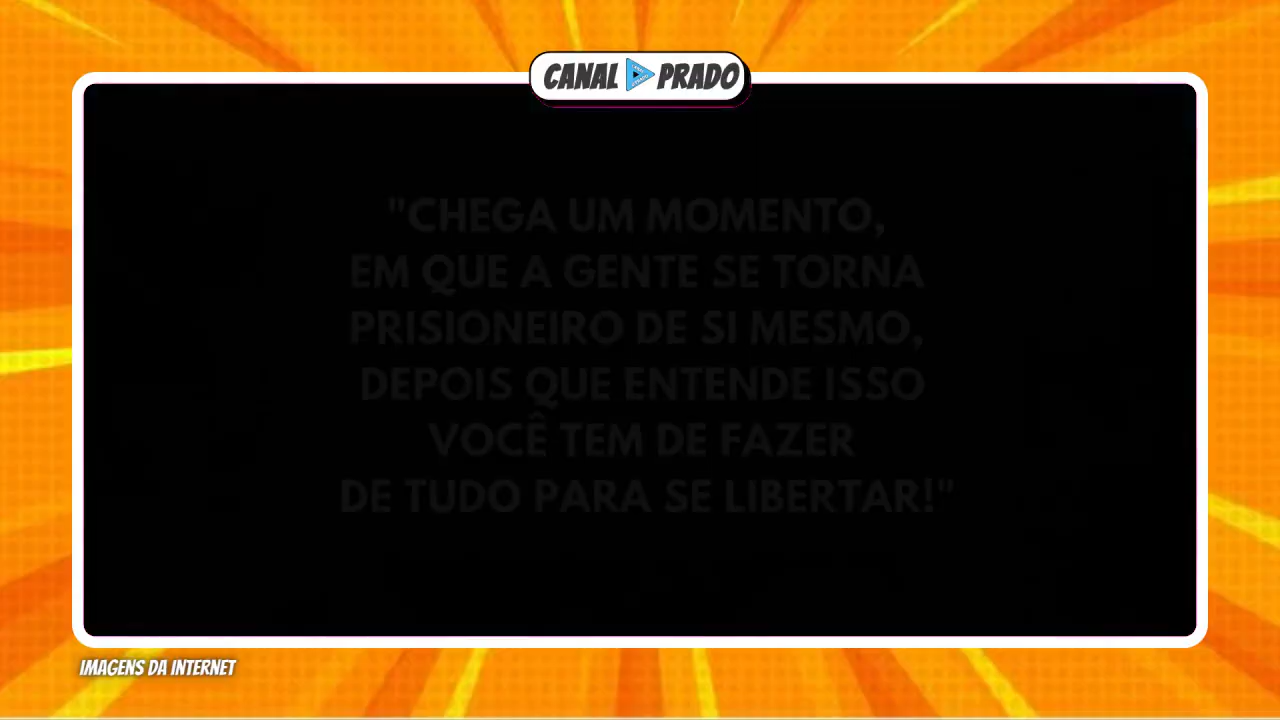 CANAL PRADO
"CHEGA UM MOMENTO,
EM QUE A GENTE SE TORNA
PRISIONEIRO DE SI MESMO,
DEPOIS QUE ENTENDE ISSO
VOCÊ TEM DE FAZER
DE TUDO PARA SE LIBERTAR!"
IMAGENS DA INTERNET